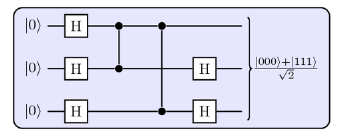 |0⟩ H
|0⟩ H H
|0⟩ H H
|000⟩+|111⟩
√2